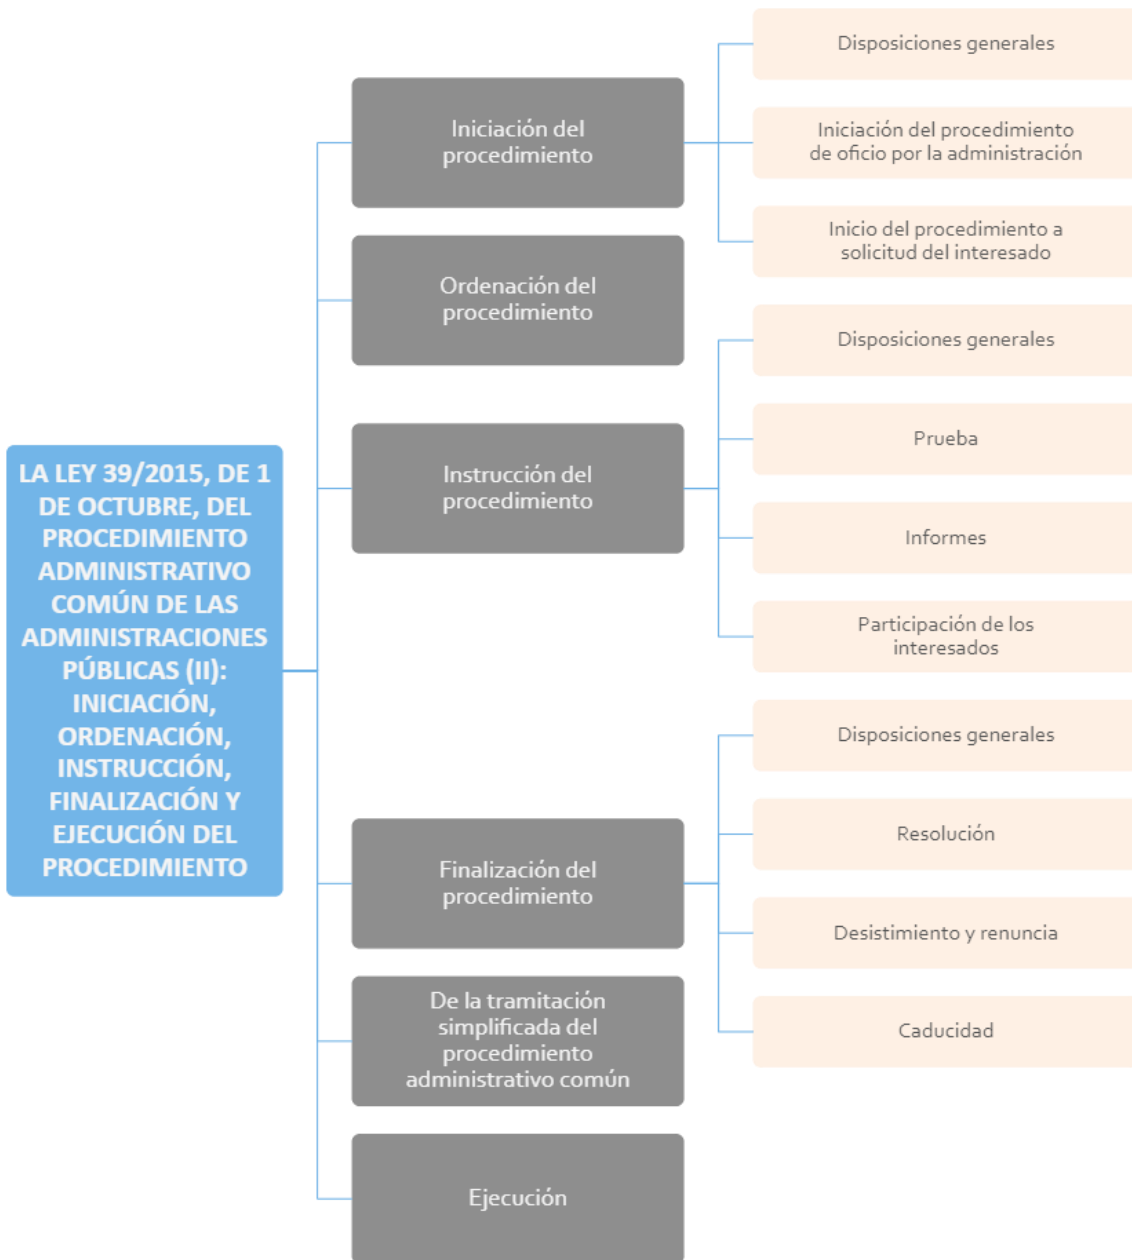 LA LEY 39/2015, DE 1
DE OCTUBRE, DEL
PROCEDIMIENTO
ADMINISTRATIVO
COMÚN DE LAS
ADMINISTRACIONES
PÚBLICAS (II):
INICIACIÓN,
ORDENACIÓN,
INSTRUCCIÓN,
FINALIZACIÓN Y
EJECUCIÓN DEL
PROCEDIMIENTO
Iniciación del
procedimiento
Disposiciones generales
Iniciación del procedimiento
de oficio por la administración
Inicio del procedimiento a
solicitud del interesado
Ordenación del
procedimiento
Instrucción del
procedimiento
Disposiciones generales
Prueba
Informes
Participación de los
interesados
Finalización del
procedimiento
Disposiciones generales
Resolución
Desistimiento y renuncia
Caducidad
De la tramitación
simplificada del
procedimiento
administrativo común
Ejecución